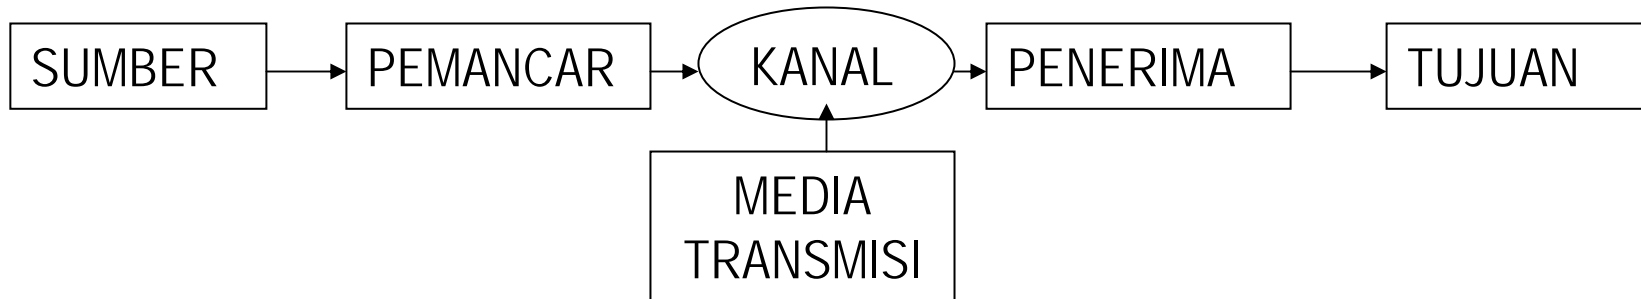 SUMBER
PEMANCAR
KANAL
PENERIMA
TUJUAN
MEDIA
TRANSMISI